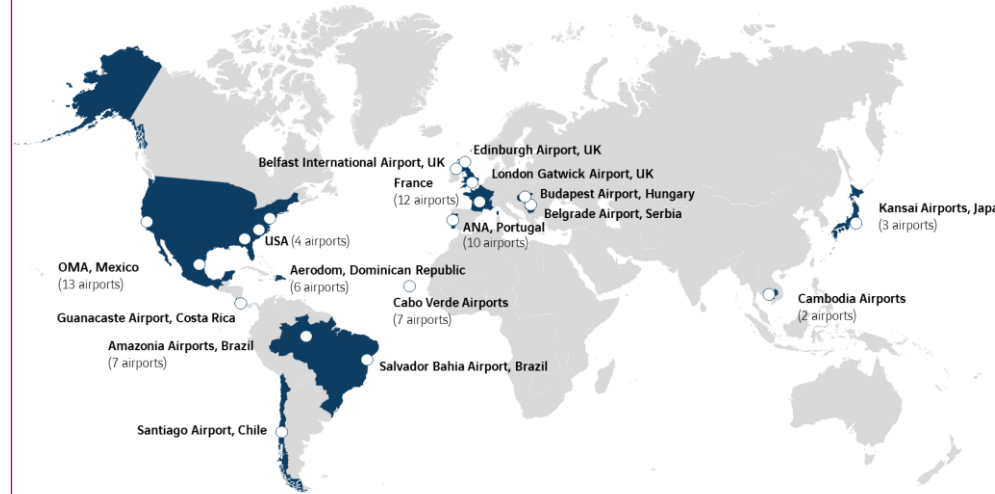 Edinburgh Airport, UK
Belfast International Airport, UK
London Gatwick Airport, UK
France
(12 airports)
Budapest Airport, Hungary
Belgrade Airport, Serbia
Kansai Airports, Japa
(3 airports)
ANA, Portugal
(10 airports)
USA (4 airports)
OMA, Mexico
(13 airports)
Aerodom, Dominican Republic
(6 airports)
Cabo Verde Airports
(7 airports)
Cambodia Airports
(2 airports)
Guanacaste Airport, Costa Rica
Amazonia Airports, Brazil
(7 airports)
Salvador Bahia Airport, Brazil
Santiago Airport, Chile